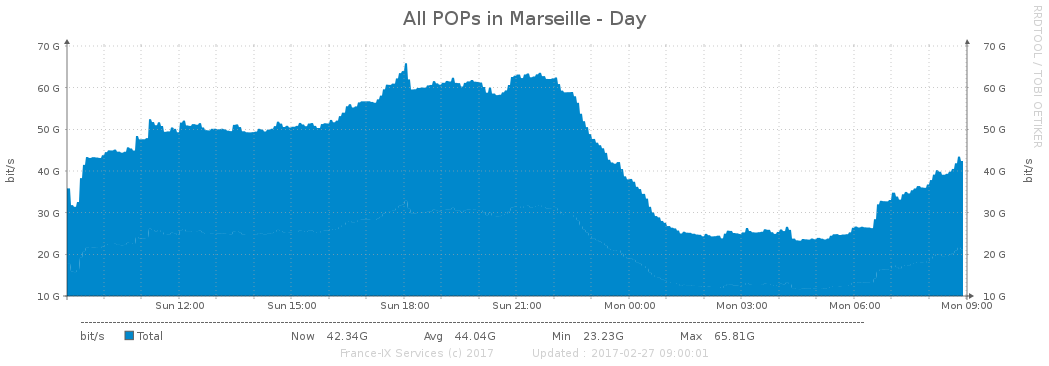 All POPs in Marseille - Day
RRDTOOL / TOBI OETIKER
bit/s
70 G 70 G
60 G 60 G
50 G 50 G
40 G 40 G
30 G 30 G
20 G 20 G
10 G 10 G
bit/s
Sun 12:00 Sun 15:00 Sun 18:00 Sun 21:00 Mon 00:00 Mon 03:00 Mon 06:00 Mon 09:00
bit/s Total Now 42.34G Avg 44.04G Min 23.23G Max 65.81G
France-IX Services (c) 2017 Updated : 2017-02-27 09:00:01